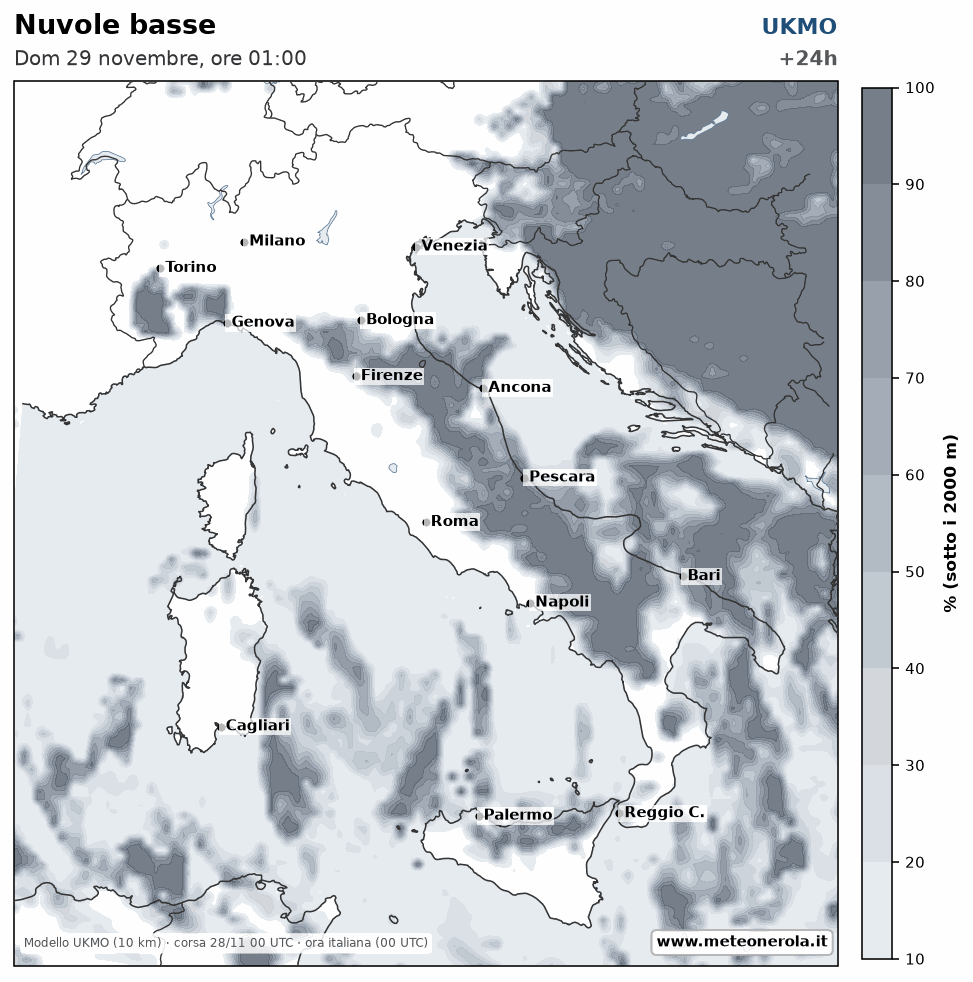 Nuvole basse
UKMO
Dom 29 novembre, ore 01:00
+24h
100
90
80
70
60
50
40
30
20
10
% (sotto i 2000 m)
Milano
Venezia
Torino
Genova
Bologna
Firenze
Ancona
Pescara
Roma
Bari
Napoli
Cagliari
Palermo
Reggio C.
Modello UKMO (10 km) · corsa 28/11 00 UTC · ora italiana (00 UTC)
www.meteonerola.it